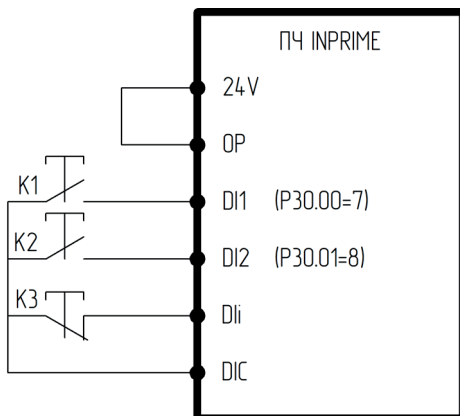 ПЧ INPRIME
24V
OP
K1
DI1 (P30.00=7)
K2
DI2 (P30.01=8)
K3
DIi
DIC